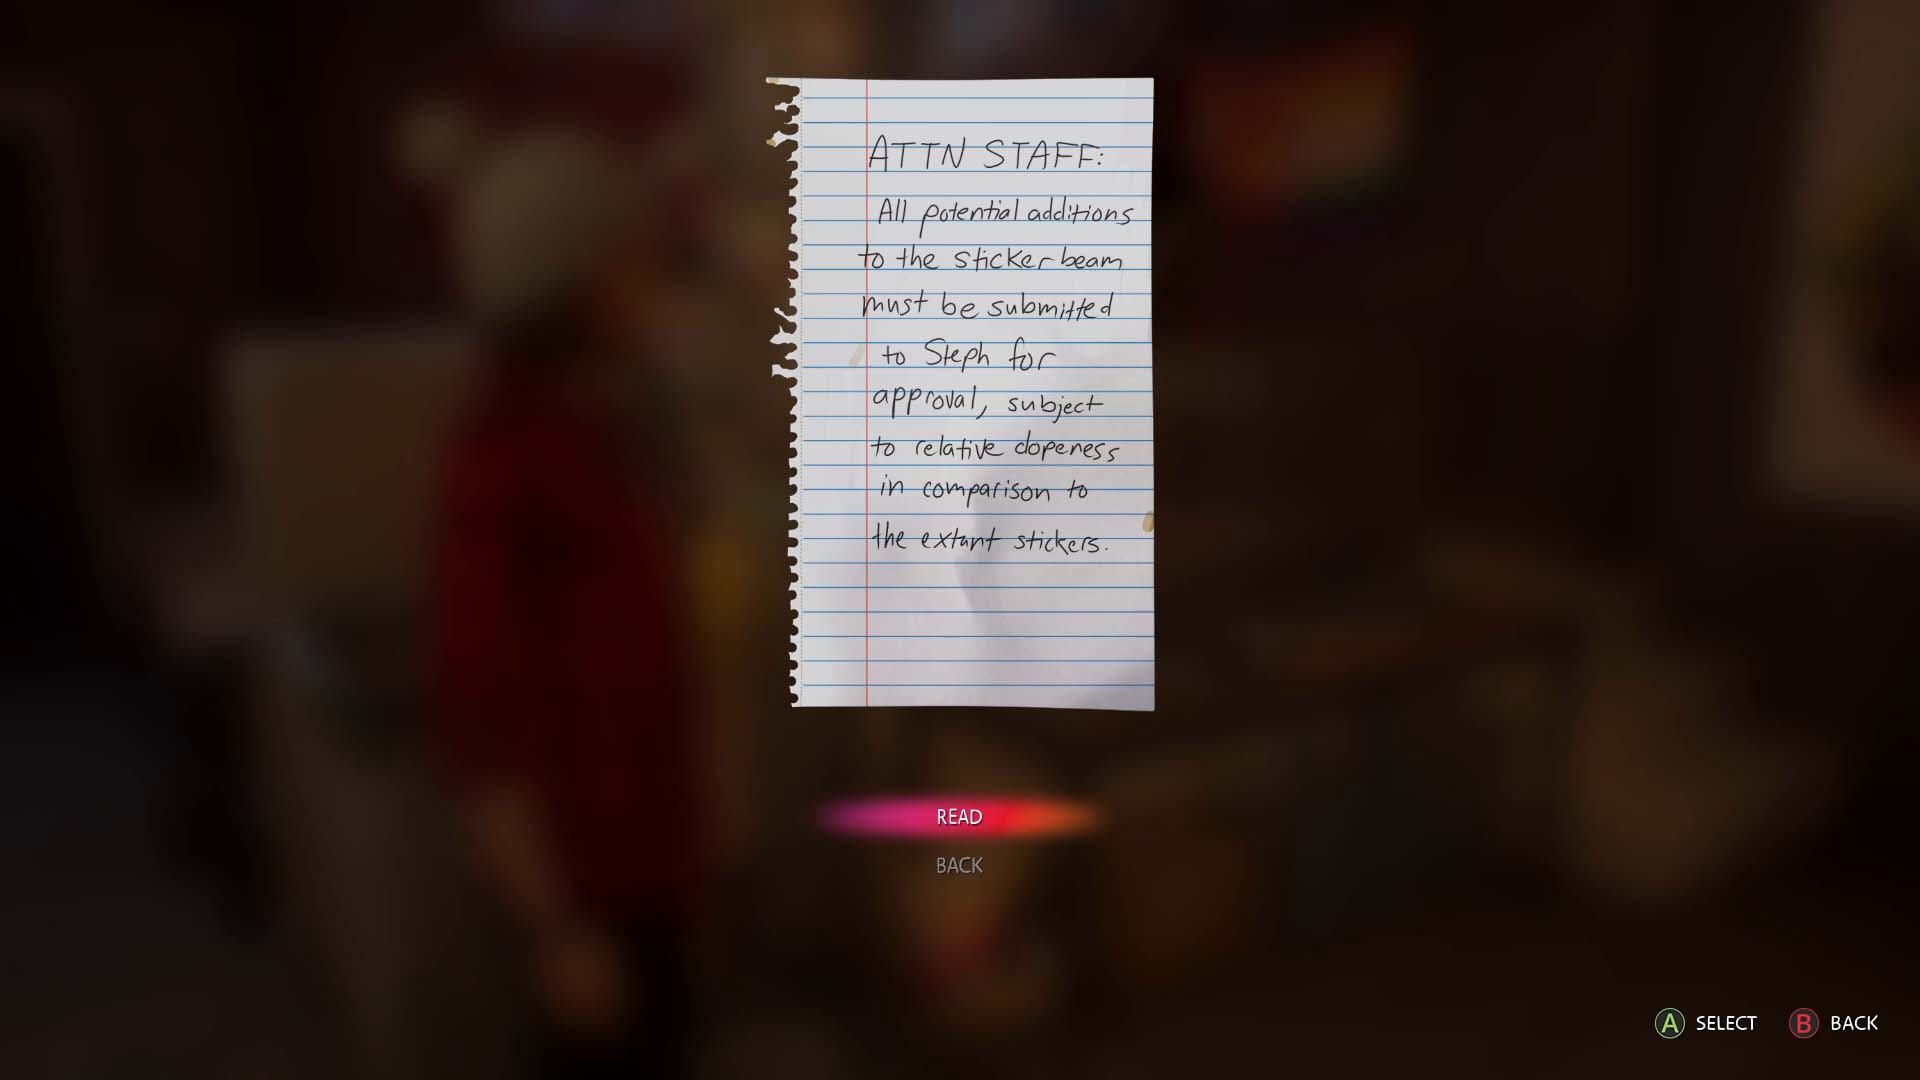 ATTN STAFF:
All potential additions
to the sticker beam
must be submitted
to Steph for
approval, subject
to relative dopeness
in comparison to
the extant stickers.
READ
BACK
A SELECT B BACK